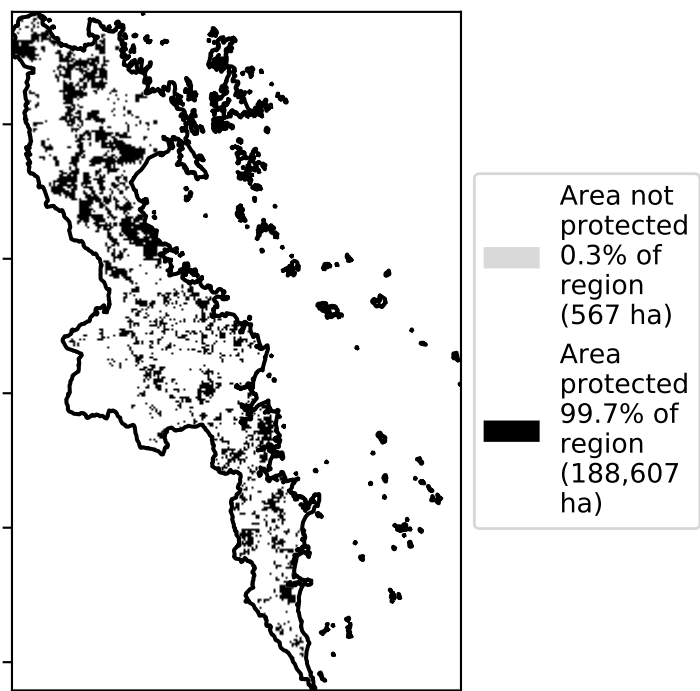 Area not
protected
0.3% of
region
(567 ha)
Area
protected
99.7% of
region
(188,607
ha)